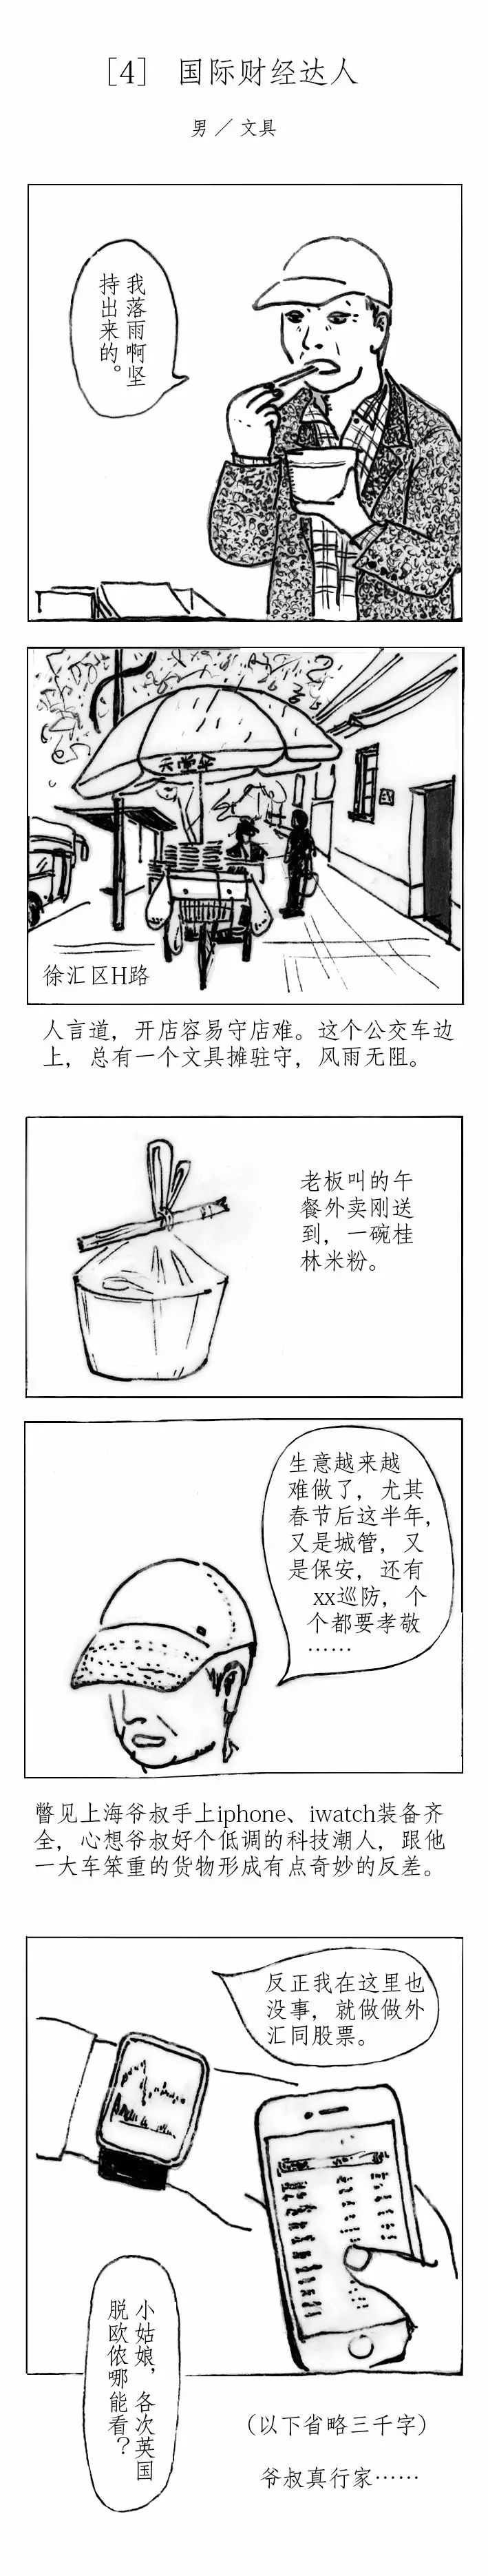 [4] 国际财经达人
男／文具
我落雨啊坚
持出来的。
天堂伞
徐汇区H路
人言道，开店容易守店难。这个公交车边
上，总有一个文具摊驻守，风雨无阻。
老板叫的午
餐外卖刚送
到，一碗桂
林米粉。
生意越来越
难做了，尤其
春节后这半年，
又是城管，又
是保安，还有
xx巡防，个
个都要孝敬
……
瞥见上海爷叔手上iphone、iwatch装备齐
全，心想爷叔好个低调的科技潮人，跟他
一大车笨重的货物形成有点奇妙的反差。
反正我在这里也
没事，就做做外
汇同股票。
小姑娘，各次英国
脱欧侬哪能看？
（以下省略三千字）
爷叔真行家……